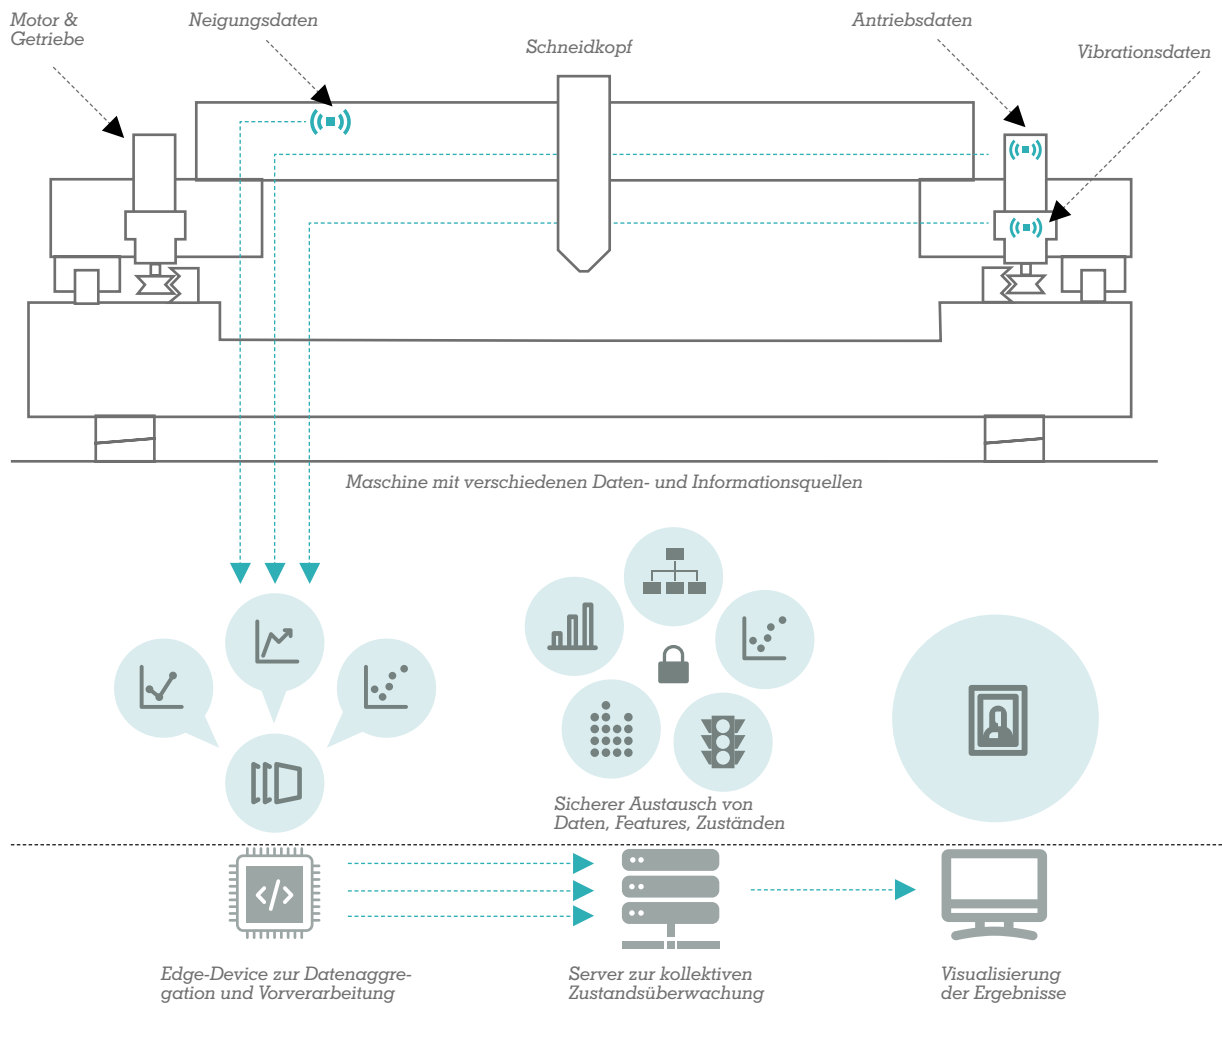 Motor &
Getriebe
Neigungsdaten
Schneidkopf
Antriebsdaten
Vibrationsdaten
Maschine mit verschiedenen Daten- und Informationsquellen
Sicherer Austausch von
Daten, Features, Zuständen
</>
Edge-Device zur Datenaggre-
gation und Vorverarbeitung
Server zur kollektiven
Zustandsüberwachung
Visualisierung
der Ergebnisse